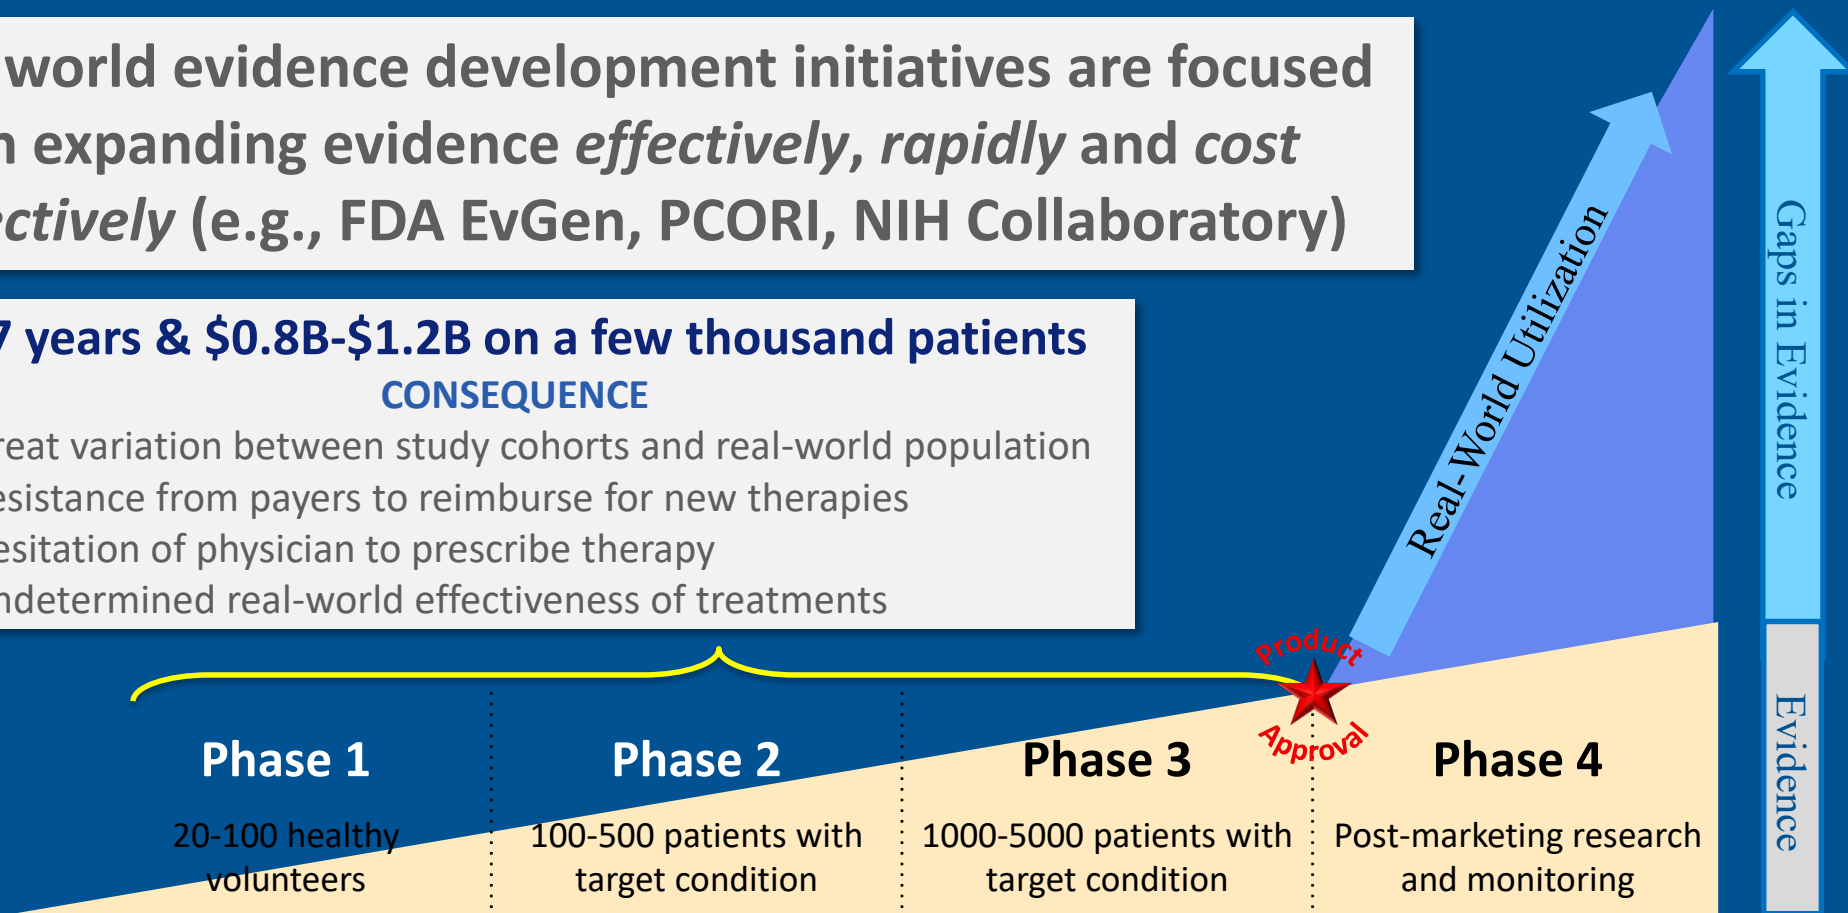 world evidence development initiatives are focused
expanding evidence effectively, rapidly and cost
ectively (e.g., FDA EvGen, PCORI, NIH Collaboratory)
7 years & $0.8B-$1.2B on a few thousand patients
CONSEQUENCE
reat variation between study cohorts and real-world population
esistance from payers to reimburse for new therapies
esitation of physician to prescribe therapy
ndetermined real-world effectiveness of treatments
Real-World Utilization
Gaps in Evidence
Evidence
Product
Approval
Phase 1
20-100 healthy
volunteers
Phase 2
100-500 patients with
target condition
Phase 3
1000-5000 patients with
target condition
Phase 4
Post-marketing research
and monitoring